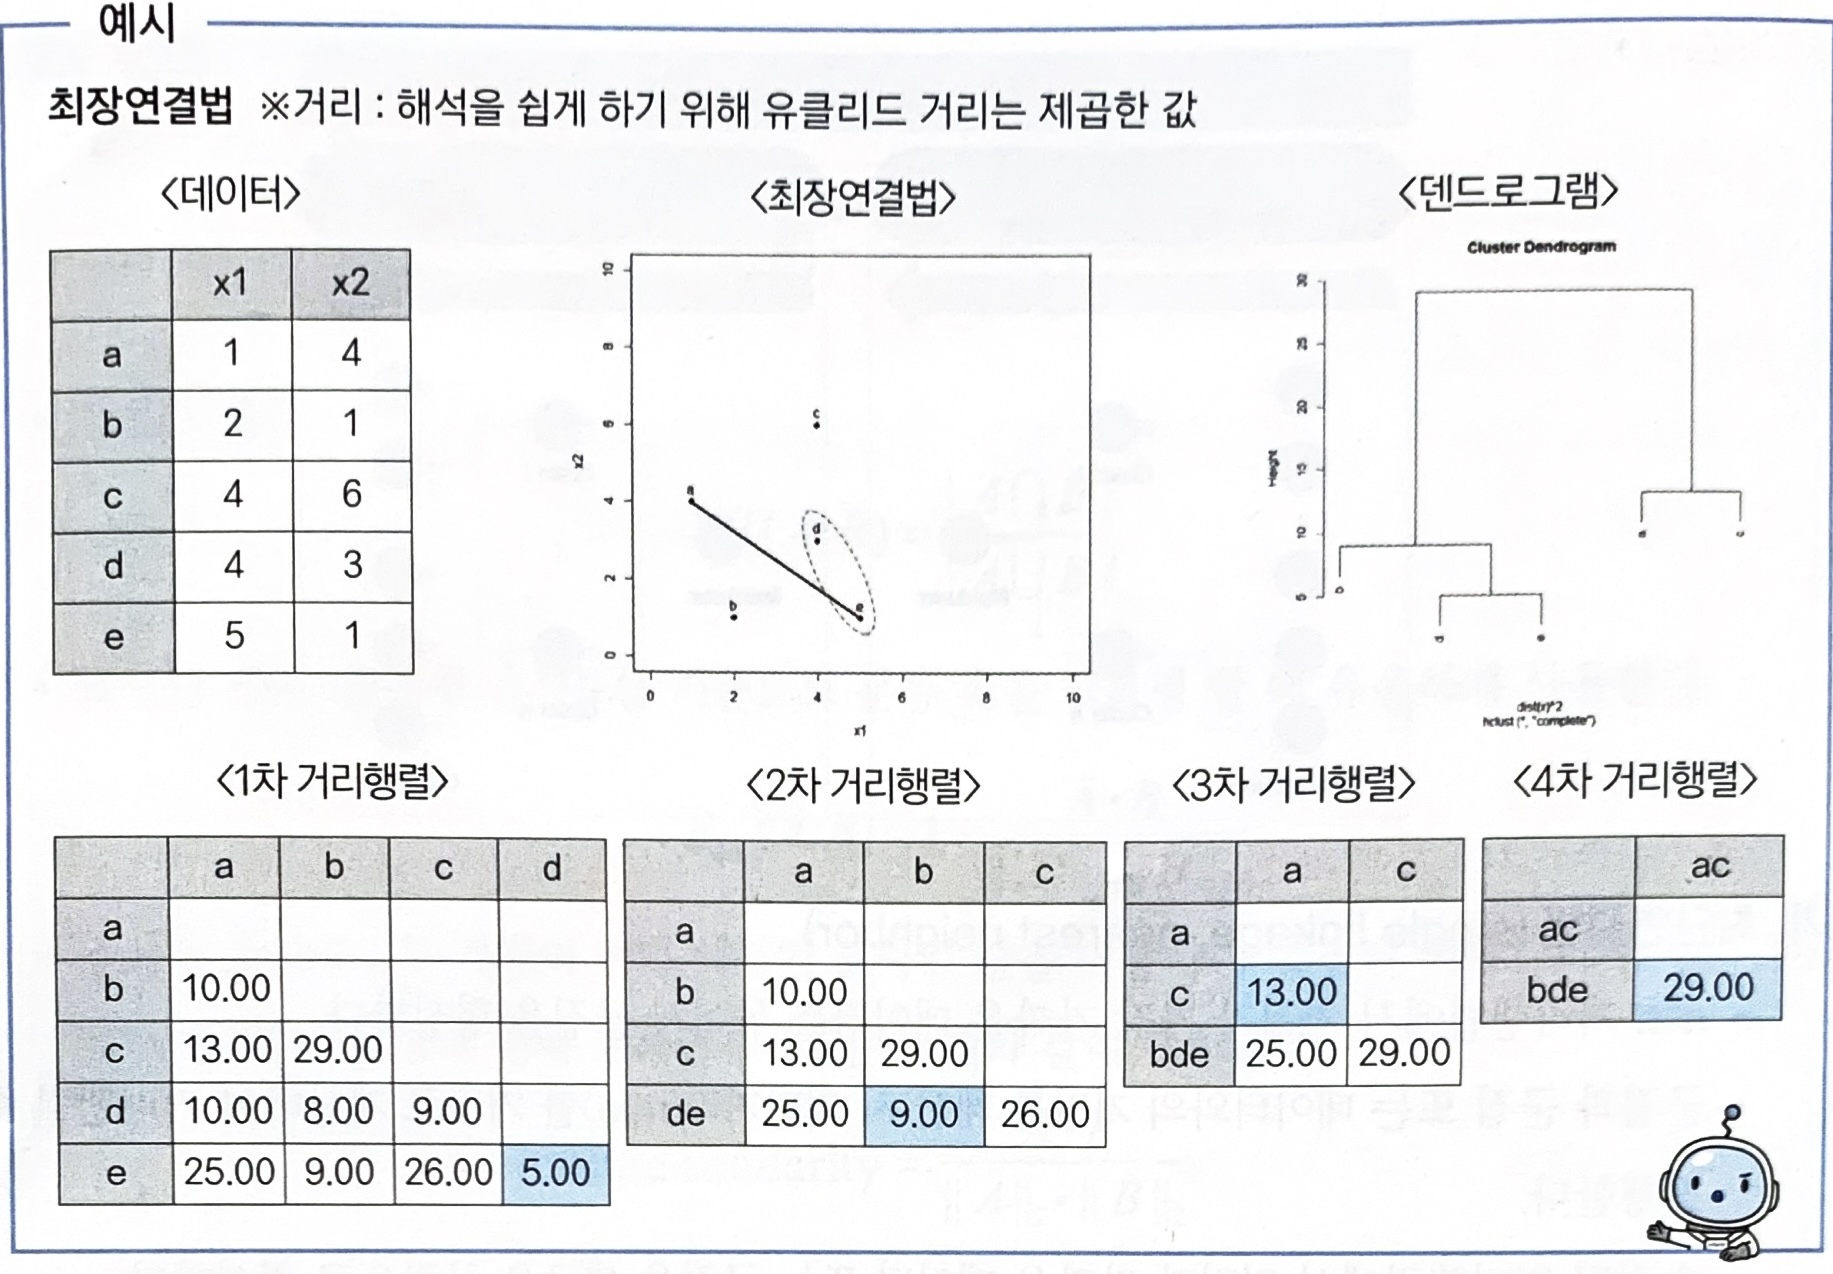 예시
최장연결법 ※거리 : 해석을 쉽게 하기 위해 유클리드 거리는 제곱한 값
<데이터>
x1 x2
a 1 4
b 2 1
c 4 6
d 4 3
e 5 1
<최장연결법>
10
8
6
4
2
0
x2
a
b
c
d
e
0 2 4 6 8 10
x1
<덴드로그램>
Cluster Dendrogram
30
25
20
15
10
5
Height
b
d
e
a
c
dist(x)^2
hclust (*, "complete")
<1차 거리행렬>
a b c d
a
b 10.00
c 13.00 29.00
d 10.00 8.00 9.00
e 25.00 9.00 26.00 5.00
<2차 거리행렬>
a b c
a
b 10.00
c 13.00 29.00
de 25.00 9.00 26.00
<3차 거리행렬>
a c
a
c 13.00
bde 25.00 29.00
<4차 거리행렬>
ac
ac
bde 29.00